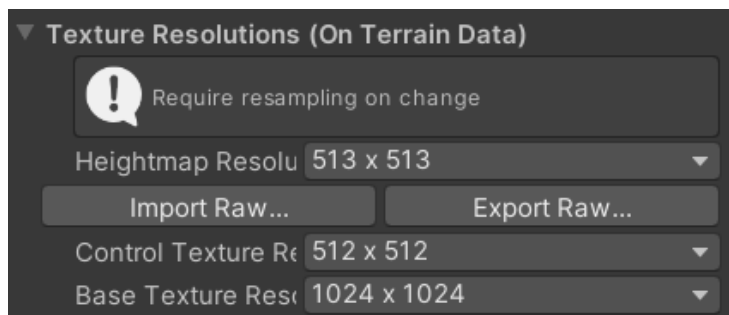 Texture Resolutions (On Terrain Data)
Require resampling on change
Heightmap Resolu 513 x 513
Import Raw... Export Raw...
Control Texture Re 512 x 512
Base Texture Reso 1024 x 1024